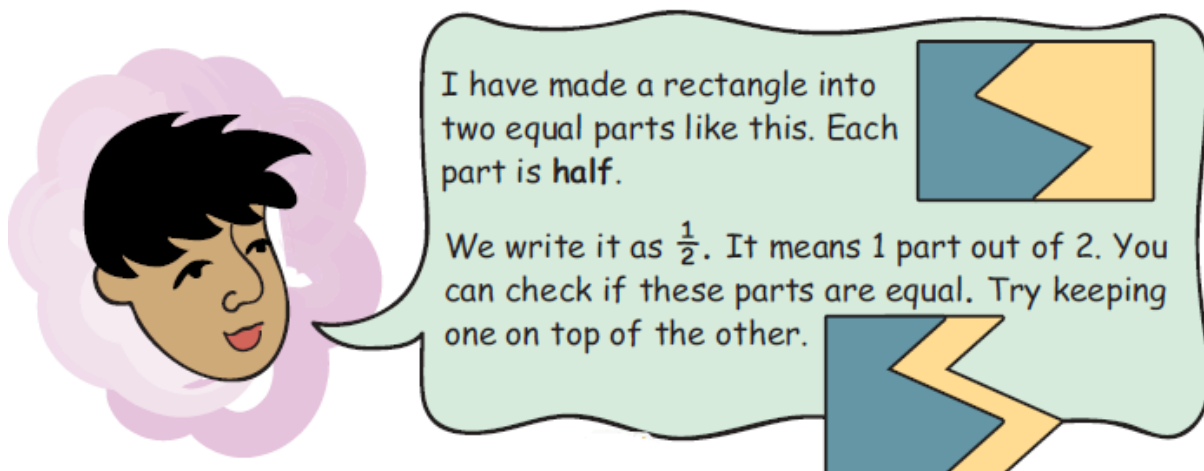 I have made a rectangle into
two equal parts like this. Each
part is half.
We write it as 1/2. It means 1 part out of 2. You
can check if these parts are equal. Try keeping
one on top of the other.